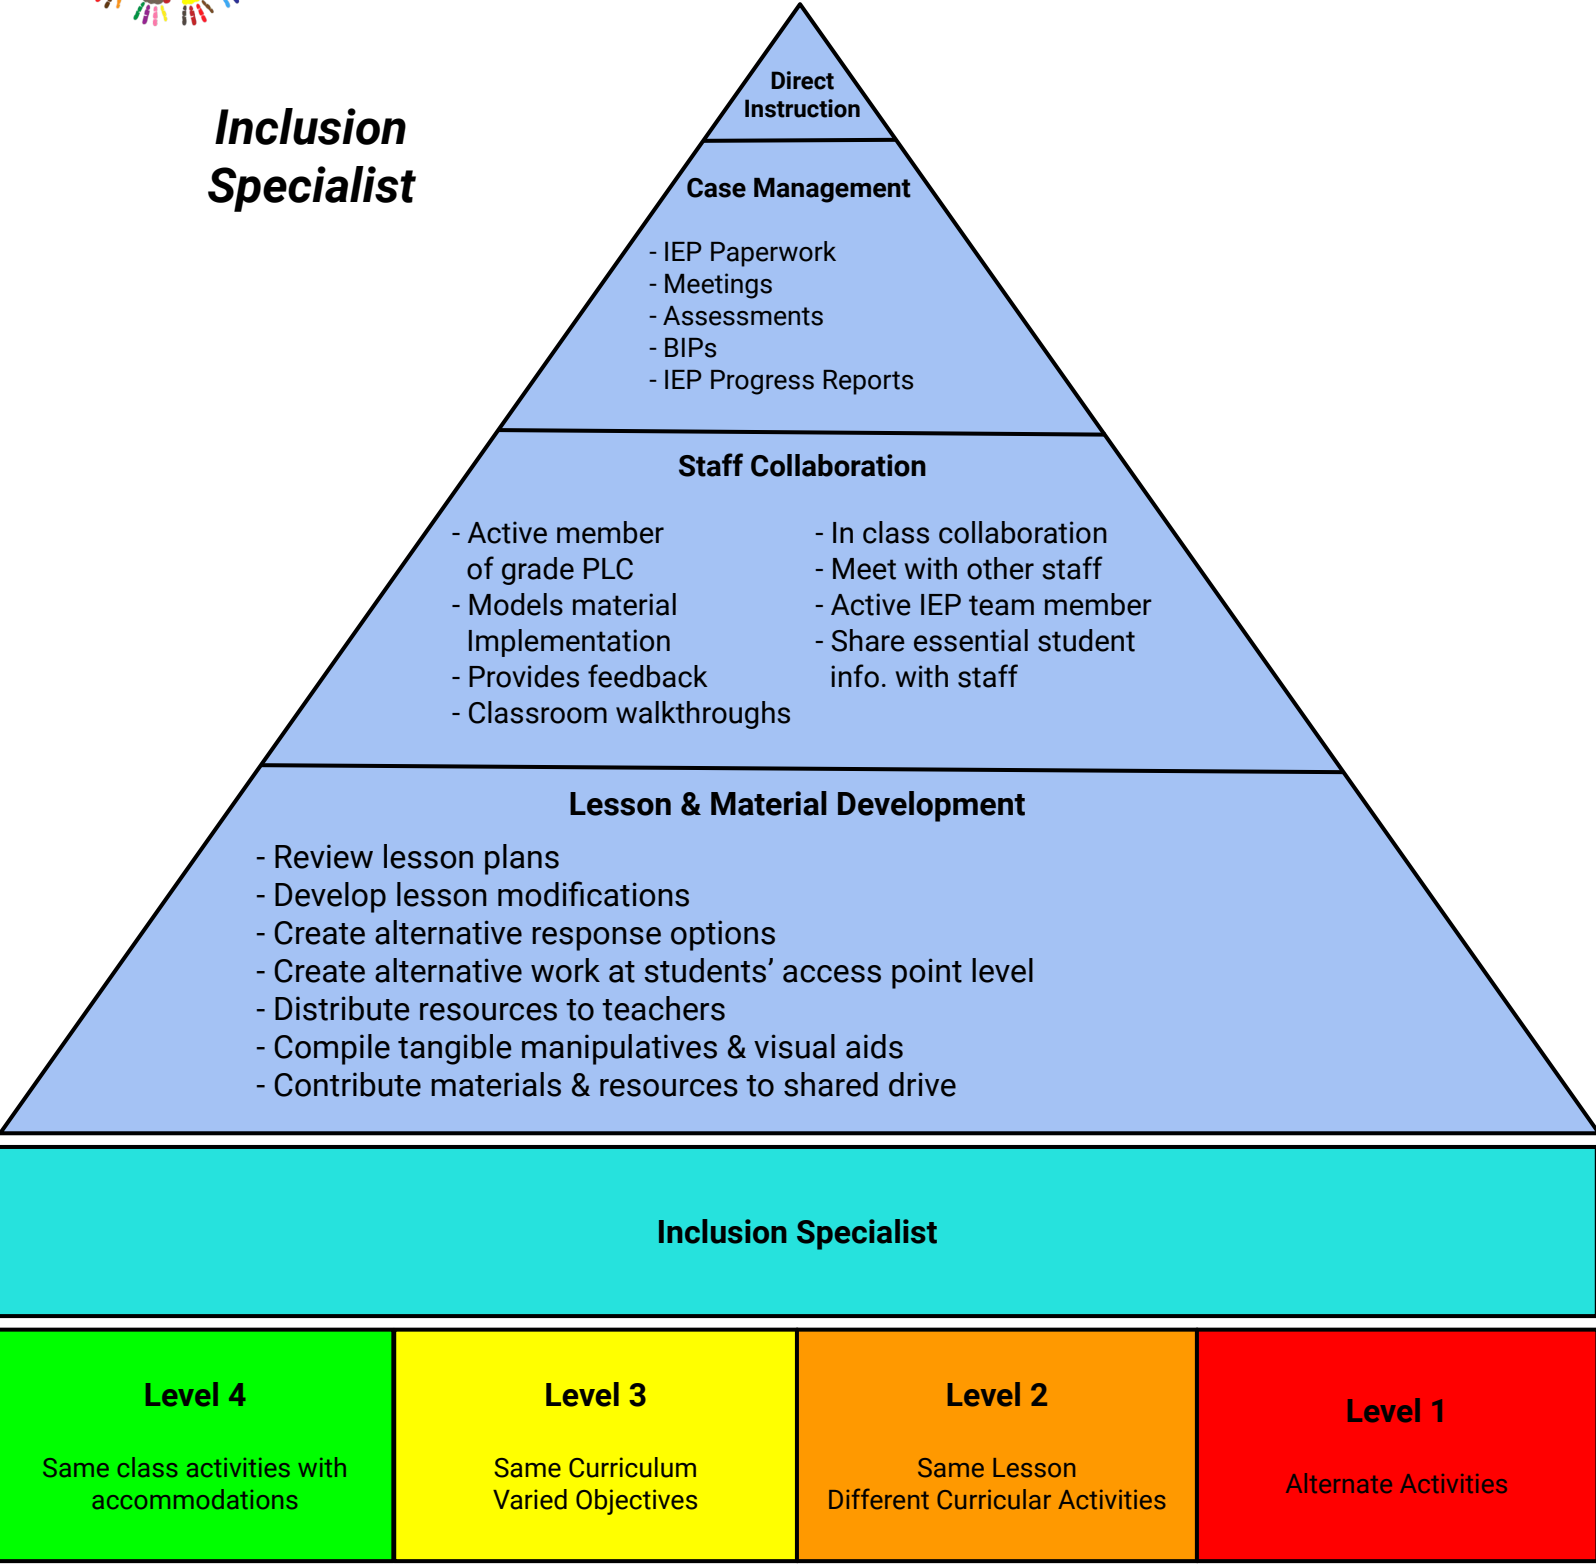 Inclusion
Specialist
Direct
Instruction
Case Management
- IEP Paperwork
- Meetings
- Assessments
- BIPs
- IEP Progress Reports
Staff Collaboration
- Active member
of grade PLC
- Models material
Implementation
- Provides feedback
- Classroom walkthroughs
- In class collaboration
- Meet with other staff
- Active IEP team member
- Share essential student
info. with staff
Lesson & Material Development
- Review lesson plans
- Develop lesson modifications
- Create alternative response options
- Create alternative work at students’ access point level
- Distribute resources to teachers
- Compile tangible manipulatives & visual aids
- Contribute materials & resources to shared drive
Inclusion Specialist
Level 4
Same class activities with
accommodations
Level 3
Same Curriculum
Varied Objectives
Level 2
Same Lesson
Different Curricular Activities
Level 1
Alternate Activities